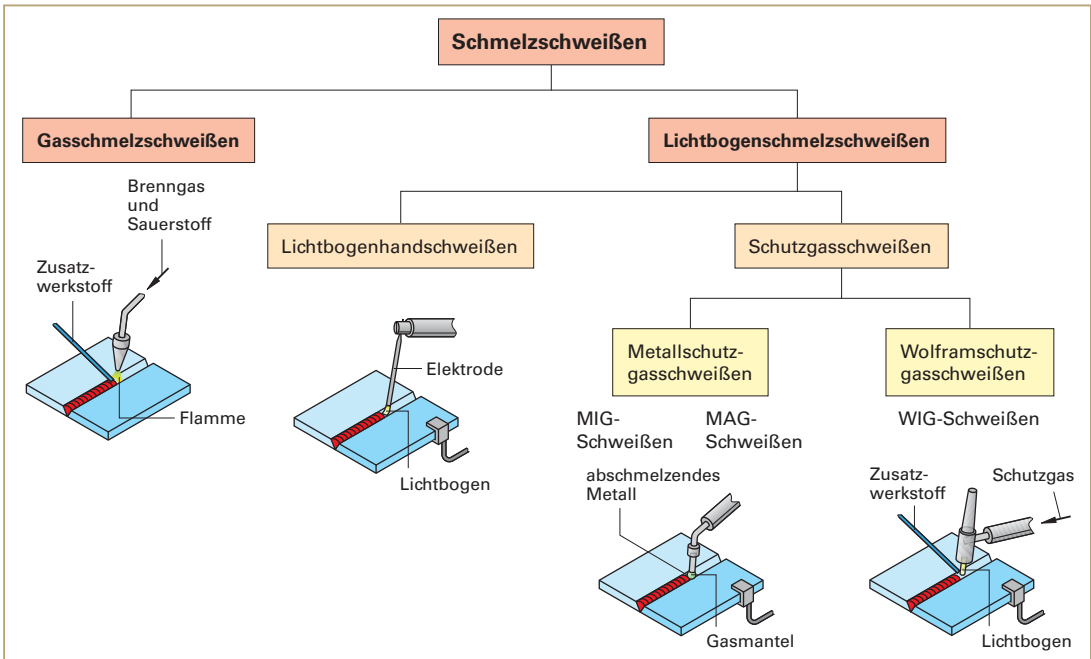 Schmelzschweißen
Gasschmelzschweißen
Lichtbogenschmelzschweißen
Brenngas
und
Sauerstoff
Zusatz-
werkstoff
Flamme
Lichtbogenhandschweißen
Elektrode
Lichtbogen
Schutzgasschweißen
Metallschutz-
gasschweißen
MIG-
Schweißen
MAG-
Schweißen
abschmelzendes
Metall
Gasmantel
Wolframschutz-
gasschweißen
WIG-Schweißen
Zusatz-
werkstoff
Schutzgas
Lichtbogen